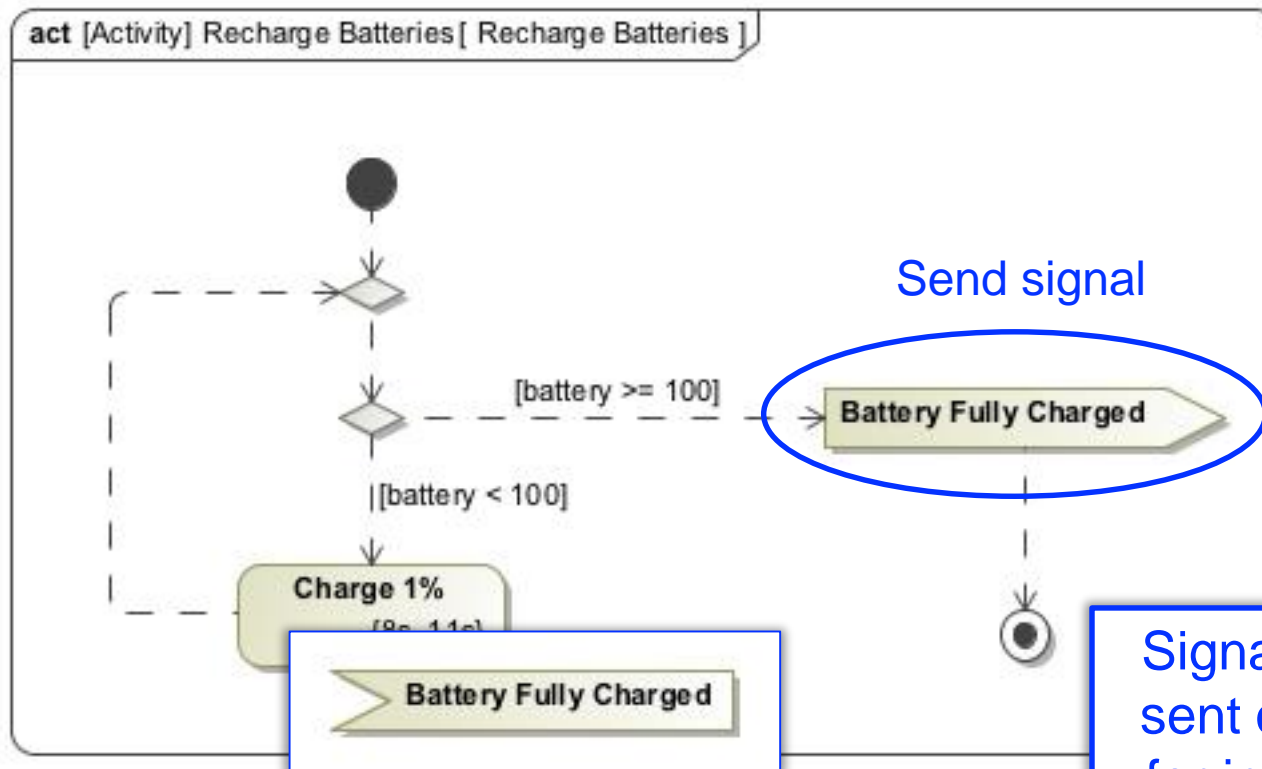 act [Activity] Recharge Batteries[ Recharge Batteries ]
Send signal
[battery >= 100]
Battery Fully Charged
[battery < 100]
Charge 1%
Battery Fully Charged
sent